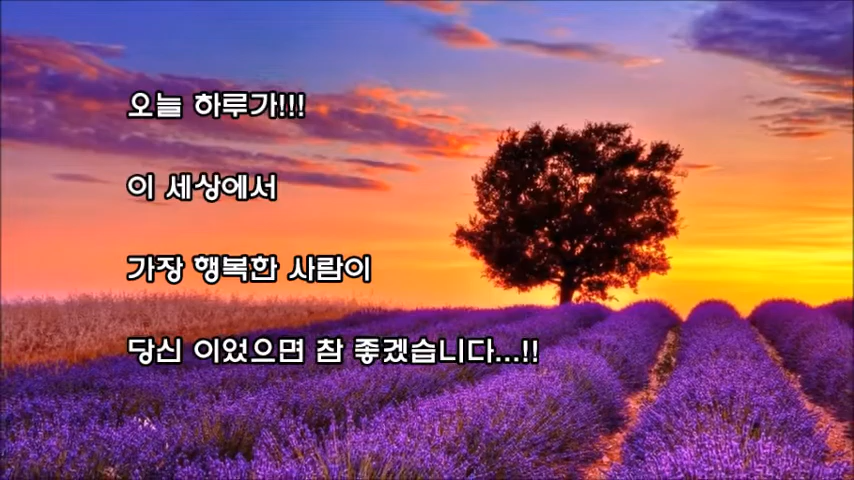 오늘 하루가!!!
이 세상에서
가장 행복한 사람이
당신 이었으면 참 좋겠습니다...!!